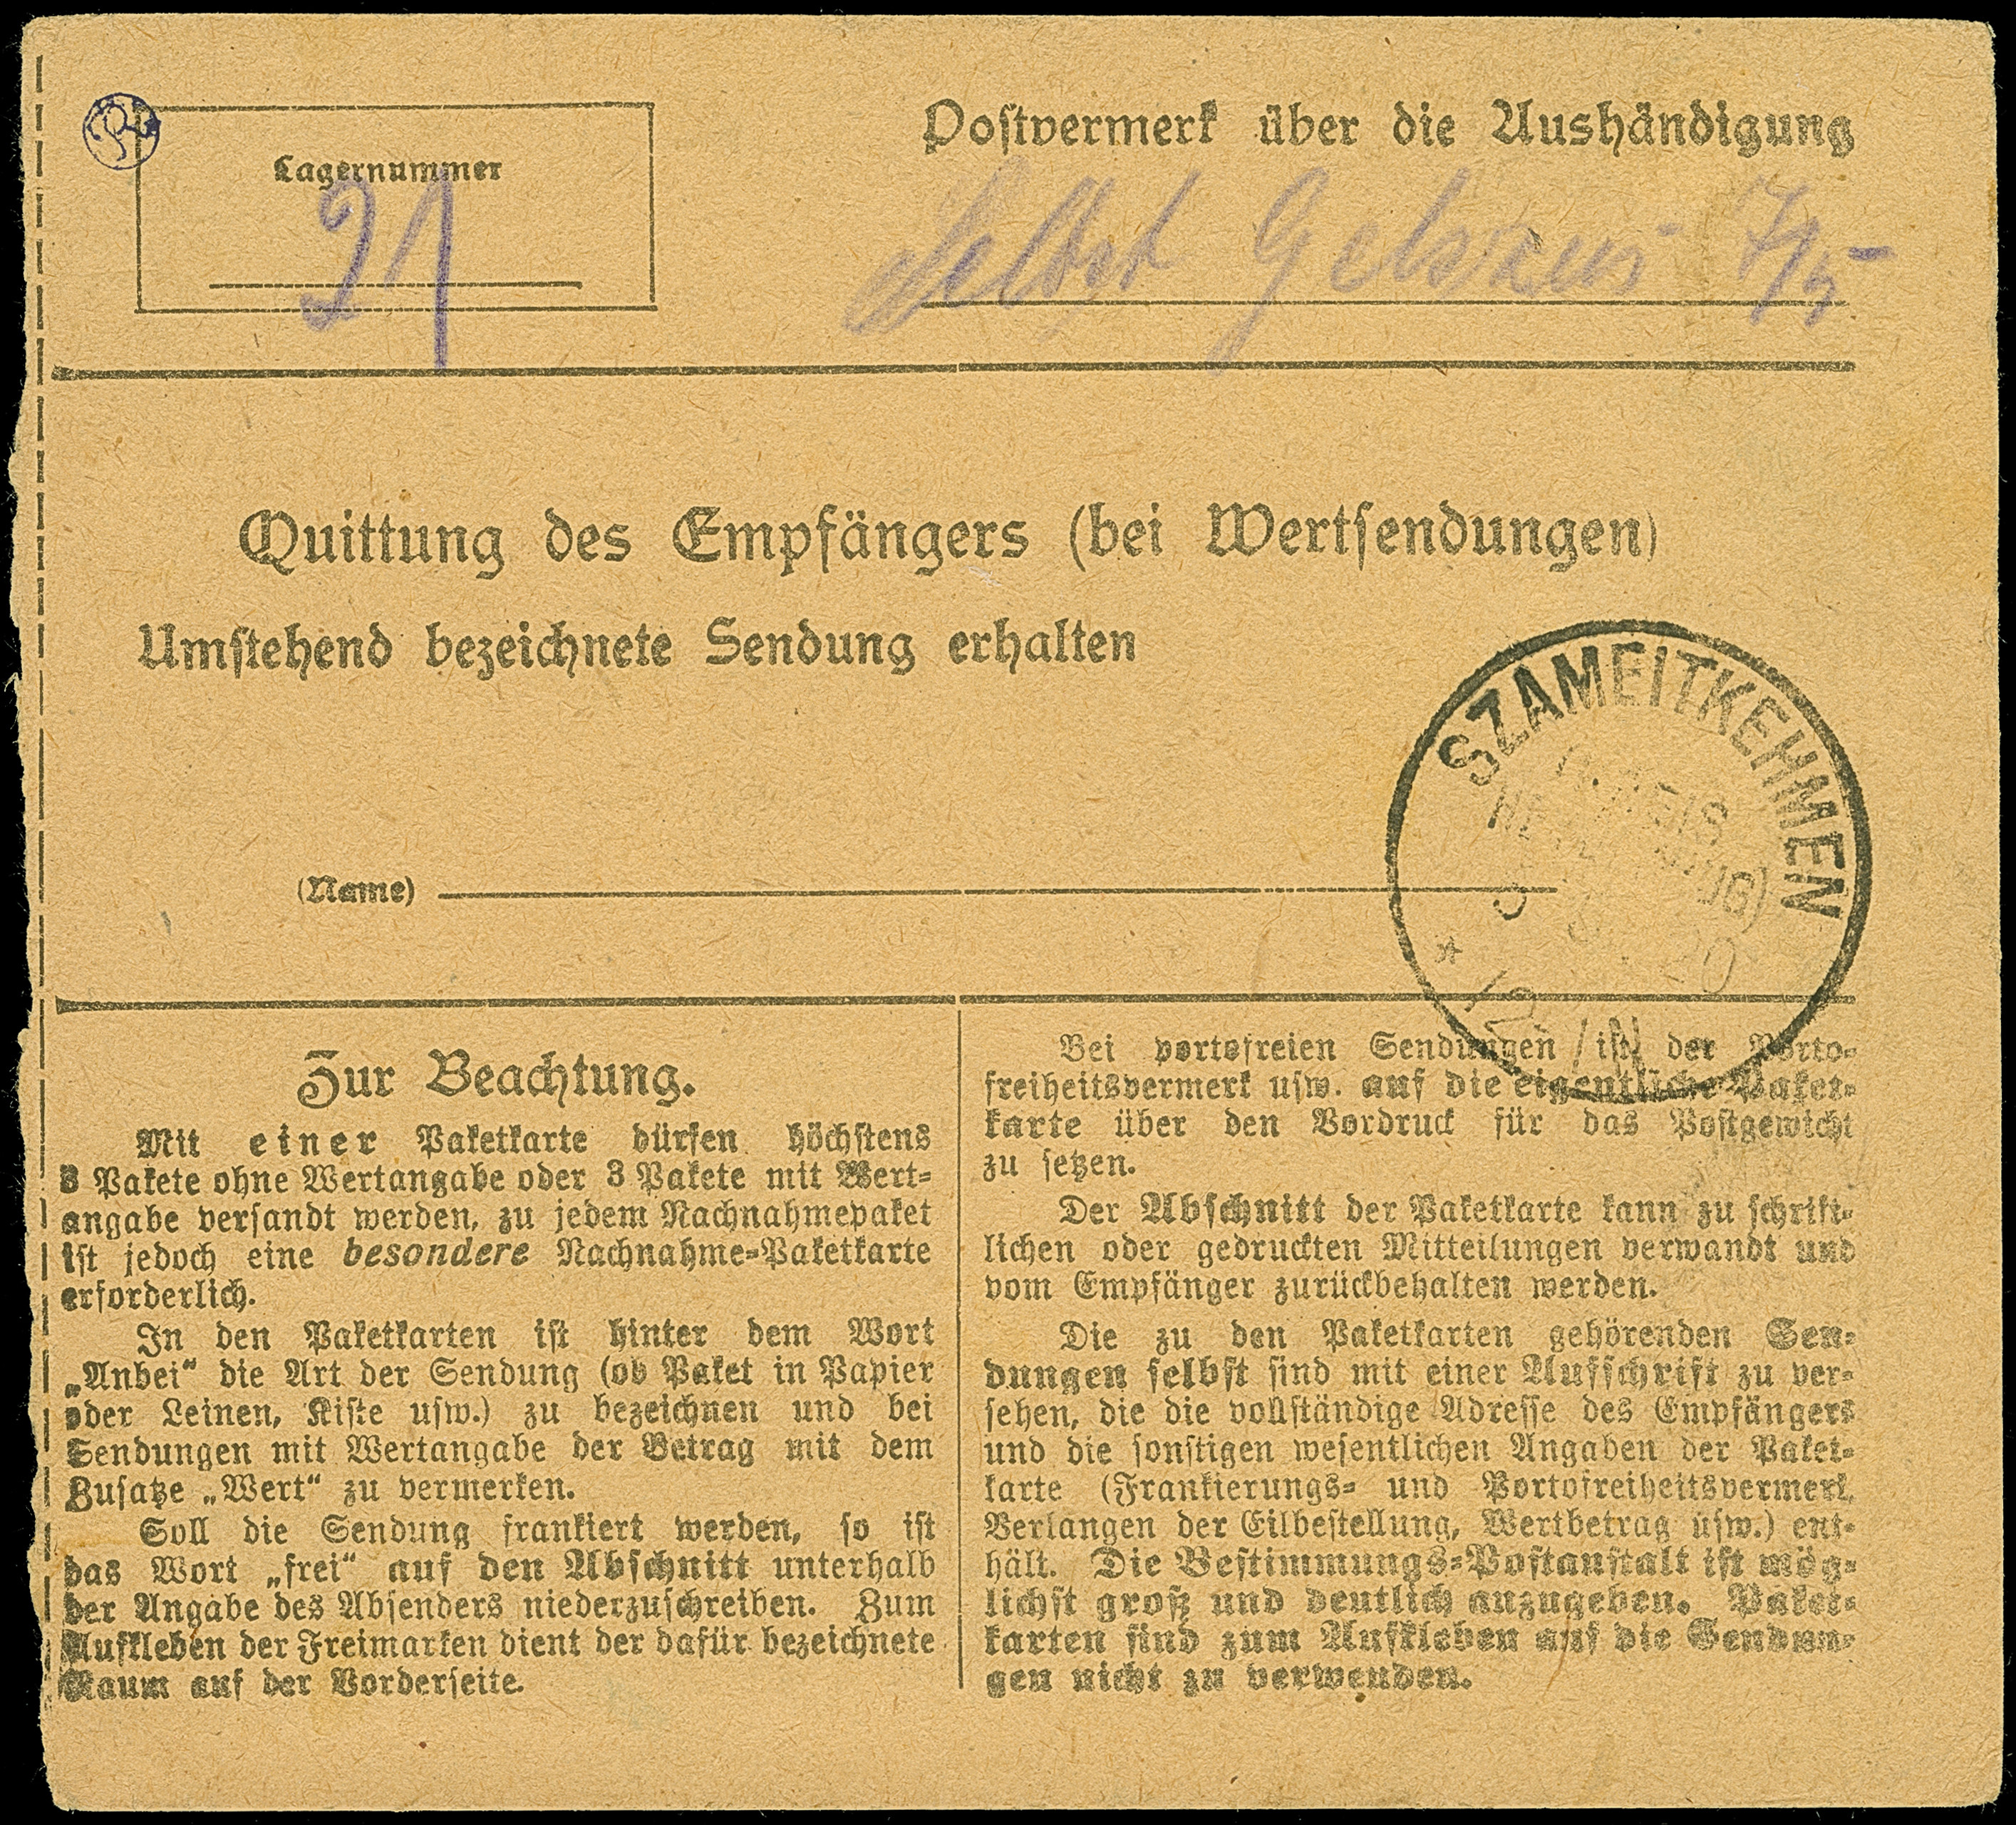 Lagernummer
21
Postvermerk über die Aushändigung
Selbst
Quittung des Empfängers (bei Wertsendungen)
Umstehend bezeichnete Sendung erhalten
(Name)
SZAMEITKEHMEN
Zur Beachtung.
Mit einer Paketkarte dürfen höchstens
3 Pakete ohne Wertangabe oder 3 Pakete mit Wert-
angabe versandt werden, zu jedem Nachnahmepaket
ist jedoch eine besondere Nachnahme-Paketkarte
erforderlich.
In den Paketkarten ist hinter dem Wort
„Anbei“ die Art der Sendung (ob Paket in Papier
oder Leinen, Kiste usw.) zu bezeichnen und bei
Sendungen mit Wertangabe der Betrag mit dem
Zusatze „Wert“ zu vermerken.
Soll die Sendung frankiert werden, so ist
das Wort „frei“ auf den Abschnitt unterhalb
der Angabe des Absenders niederzuschreiben. Zum
Aufkleben der Freimarken dient der dafür bezeichnete
Raum auf der Vorderseite.
Bei portofreien Sendungen ist der Porto-
freiheitsvermerk usw. auf die eigentliche Paket-
karte über den Vordruck für das Postgewicht
zu setzen.
Der Abschnitt der Paketkarte kann zu schrift-
lichen oder gedruckten Mitteilungen verwandt und
vom Empfänger zurückbehalten werden.
Die zu den Paketkarten gehörenden Sen-
dungen selbst sind mit einer Aufschrift zu ver-
sehen, die die vollständige Adresse des Empfängers
und die sonstigen wesentlichen Angaben der Paket-
karte (Frankierungs- und Portofreiheitsvermerk,
Verlangen der Eilbestellung, Wertbetrag usw.) ent-
hält. Die Bestimmungs-Postanstalt ist mög-
lichst groß und deutlich anzugeben. Paket-
karten sind zum Aufkleben auf die Sendun-
gen nicht zu verwenden.